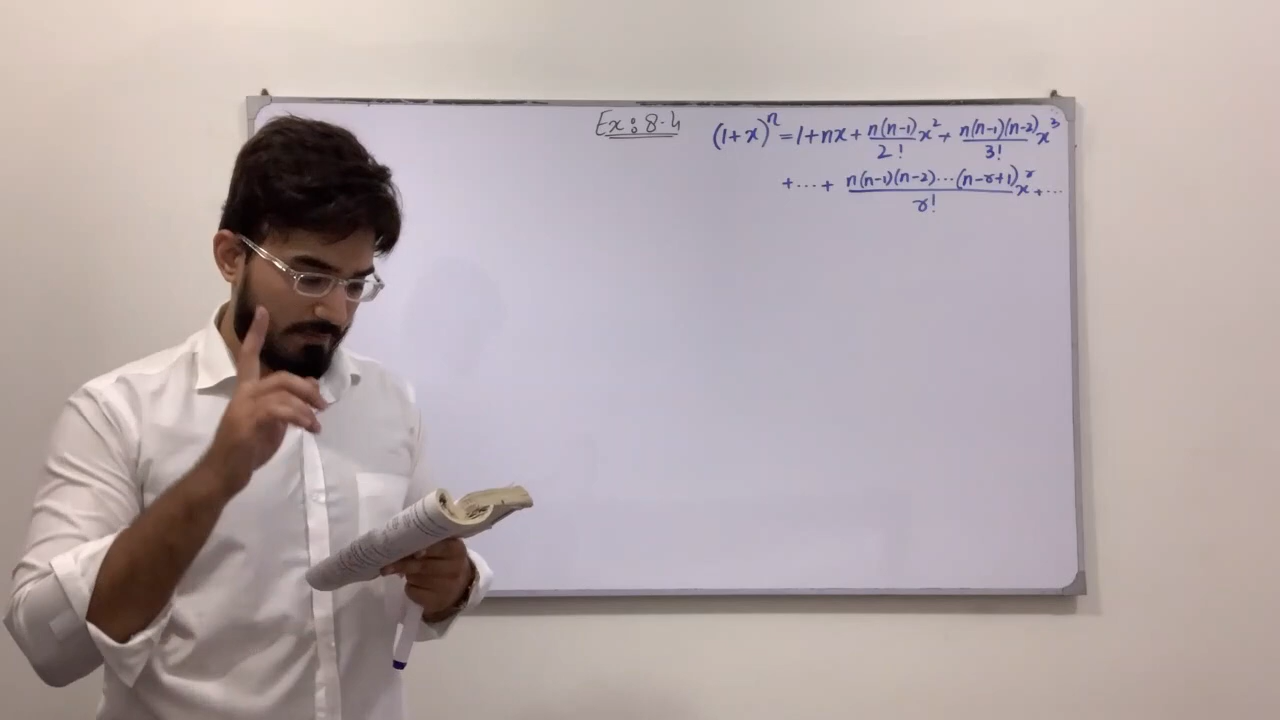 Ex: 8.4
(1+x)^n = 1 + nx + n(n-1)/2! x^2 + n(n-1)(n-2)/3! x^3
+ ... + n(n-1)(n-2)...(n-r+1)/r! x^r + ...